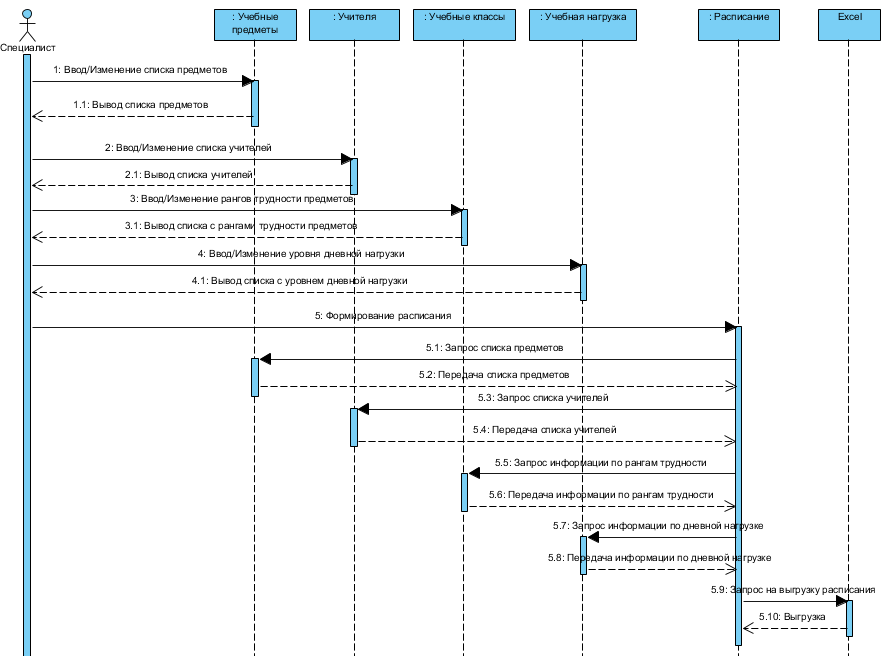 : Учебные
предметы
: Учителя
: Учебные классы
: Учебная нагрузка
: Расписание
Excel
Специалист
1: Ввод/Изменение списка предметов
1.1: Вывод списка предметов
2: Ввод/Изменение списка учителей
2.1: Вывод списка учителей
3: Ввод/Изменение рангов трудности предметов
3.1: Вывод списка с рангами трудности предметов
4: Ввод/Изменение уровня дневной нагрузки
4.1: Вывод списка с уровнем дневной нагрузки
5: Формирование расписания
5.1: Запрос списка предметов
5.2: Передача списка предметов
5.3: Запрос списка учителей
5.4: Передача списка учителей
5.5: Запрос информации по рангам трудности
5.6: Передача информации по рангам трудности
5.7: Запрос информации по дневной нагрузке
5.8: Передача информации по дневной нагрузке
5.9: Запрос на выгрузку расписания
5.10: Выгрузка